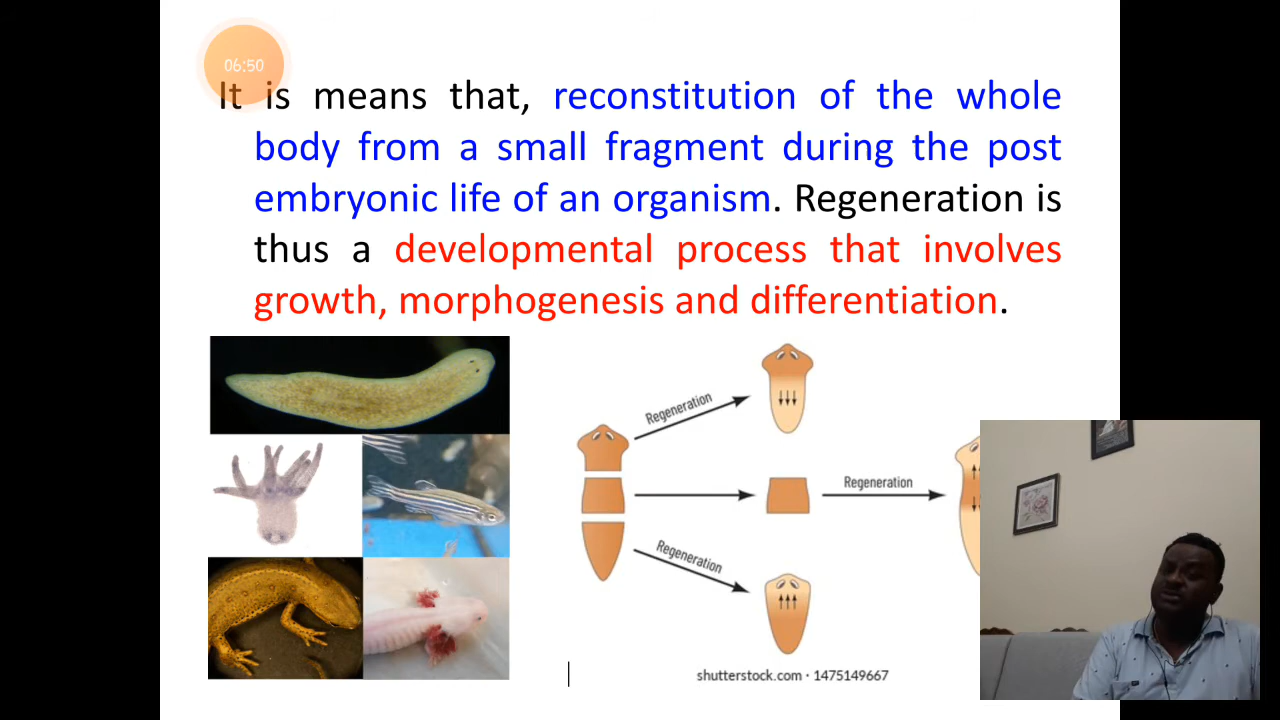 06:50
It is means that, reconstitution of the whole
body from a small fragment during the post
embryonic life of an organism. Regeneration is
thus a developmental process that involves
growth, morphogenesis and differentiation.
Regeneration
Regeneration
Regeneration
shutterstock.com · 1475149667